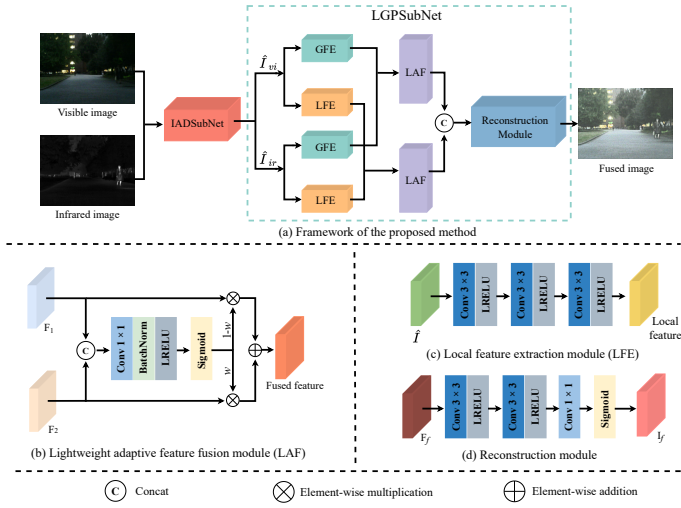 LGPSubNet
Visible image
Infrared image
IADSubNet
Î vi
Î ir
GFE
LFE
GFE
LFE
LAF
LAF
C
Reconstruction
Module
Fused image
(a) Framework of the proposed method
F1
F2
C
Conv 1 × 1
BatchNorm
LRELU
Sigmoid
1-w
w
Fused feature
(b) Lightweight adaptive feature fusion module (LAF)
Î
Conv 3 × 3
LRELU
Conv 3 × 3
LRELU
Conv 3 × 3
LRELU
Local
feature
(c) Local feature extraction module (LFE)
Ff
Conv 3 × 3
LRELU
Conv 3 × 3
LRELU
Conv 1 × 1
Sigmoid
If
(d) Reconstruction module
C Concat
Element-wise multiplication
Element-wise addition